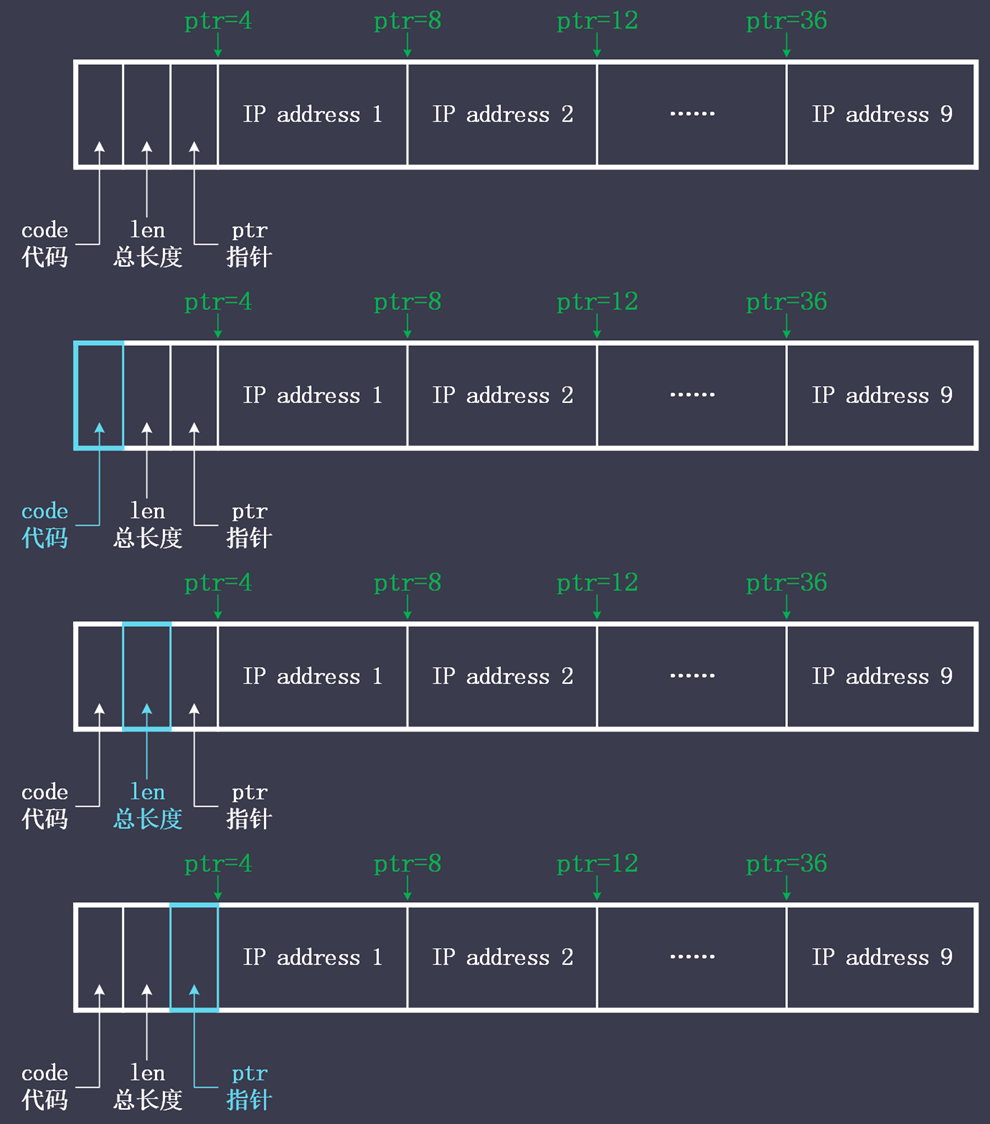 ptr=4 ptr=8 ptr=12 ptr=36
IP address 1 IP address 2 ······ IP address 9
code len ptr
代码 总长度 指针
ptr=4 ptr=8 ptr=12 ptr=36
IP address 1 IP address 2 ······ IP address 9
code len ptr
代码 总长度 指针
ptr=4 ptr=8 ptr=12 ptr=36
IP address 1 IP address 2 ······ IP address 9
code len ptr
代码 总长度 指针
ptr=4 ptr=8 ptr=12 ptr=36
IP address 1 IP address 2 ······ IP address 9
code len ptr
代码 总长度 指针